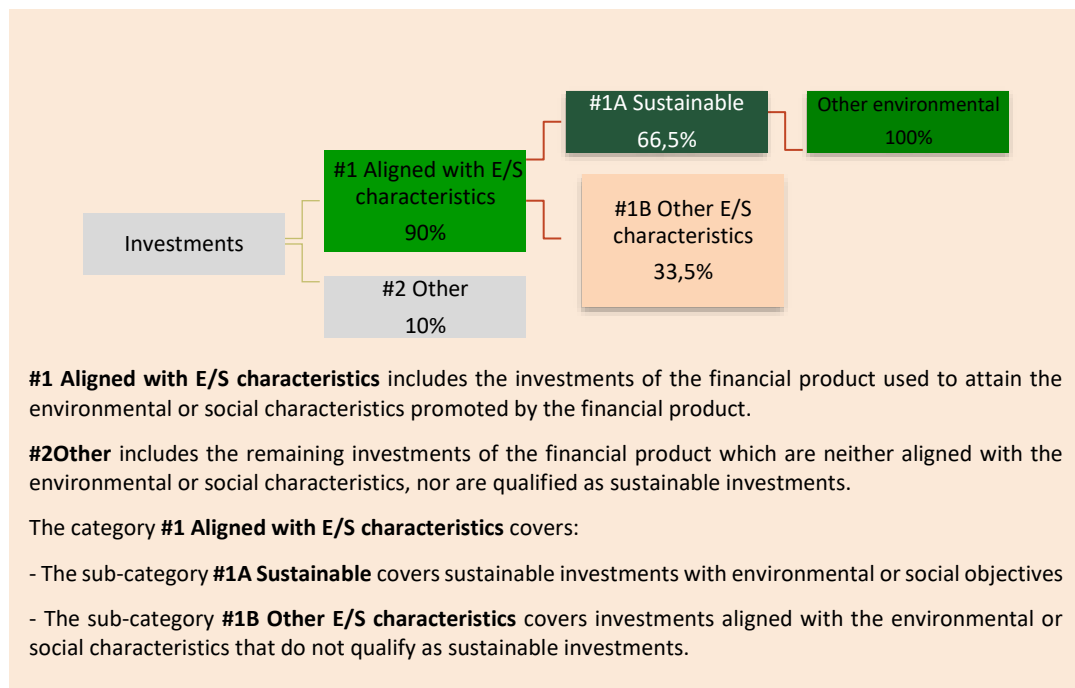 #1A Sustainable
66,5%
Other environmental
100%
#1 Aligned with E/S
characteristics
90%
#1B Other E/S
characteristics
33,5%
Investments
#2 Other
10%
#1 Aligned with E/S characteristics includes the investments of the financial product used to attain the
environmental or social characteristics promoted by the financial product.
#2Other includes the remaining investments of the financial product which are neither aligned with the
environmental or social characteristics, nor are qualified as sustainable investments.
The category #1 Aligned with E/S characteristics covers:
- The sub-category #1A Sustainable covers sustainable investments with environmental or social objectives
- The sub-category #1B Other E/S characteristics covers investments aligned with the environmental or
social characteristics that do not qualify as sustainable investments.